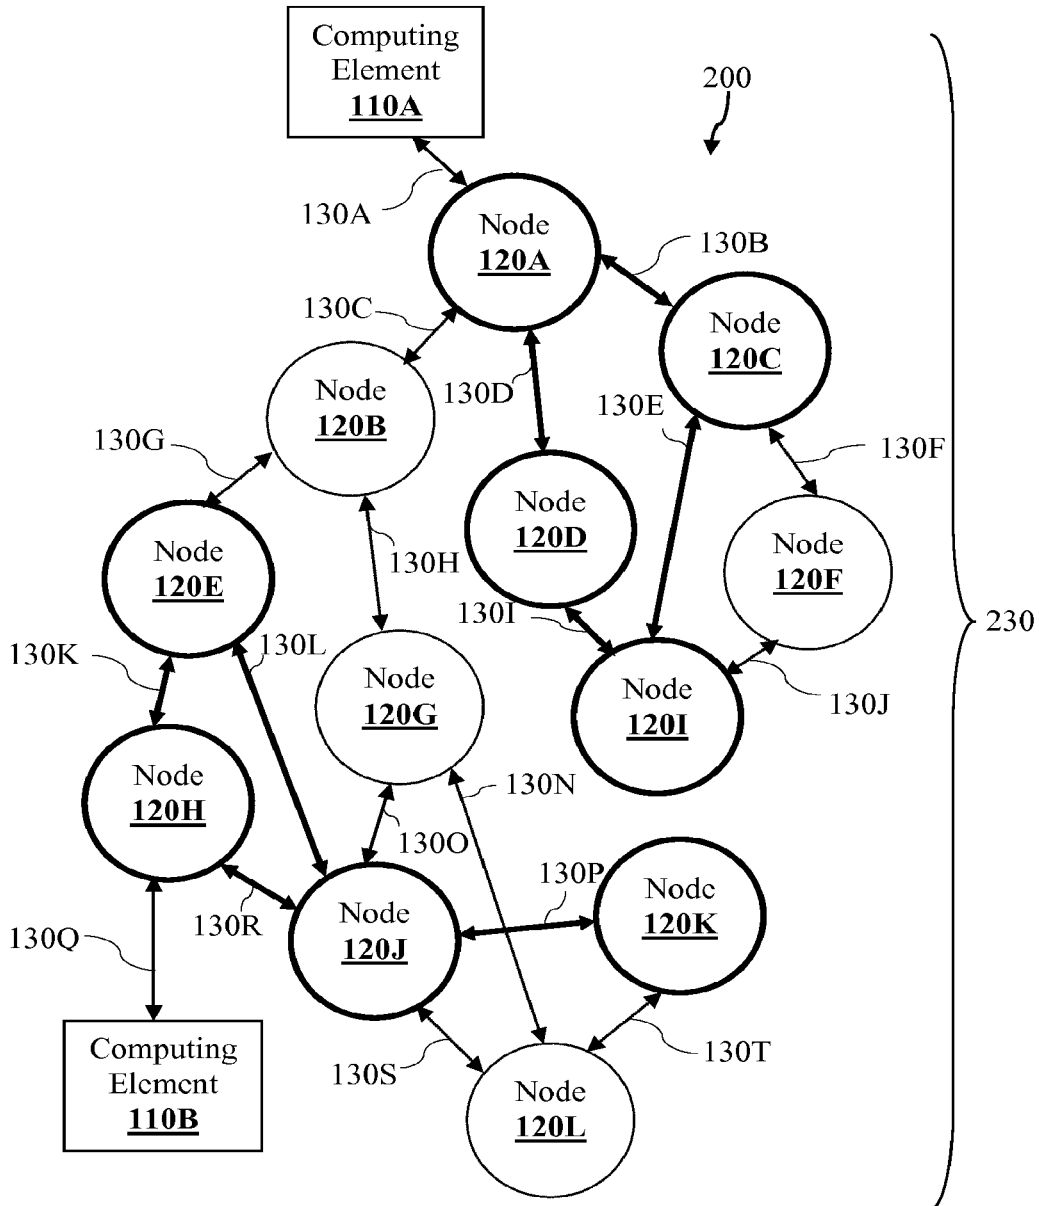 Computing
Element
110A
200
130A
Node
120A
130B
130C
Node
120C
130D
Node
120B
130E
130G
130F
Node
120D
Node
120F
Node
120E
130H
130I
230
130K
130L
Node
120G
Node
120I
130J
Node
120H
130N
130O
130P
Node
120K
130R
Node
120J
130Q
130S
130T
Computing
Element
110B
Node
120L